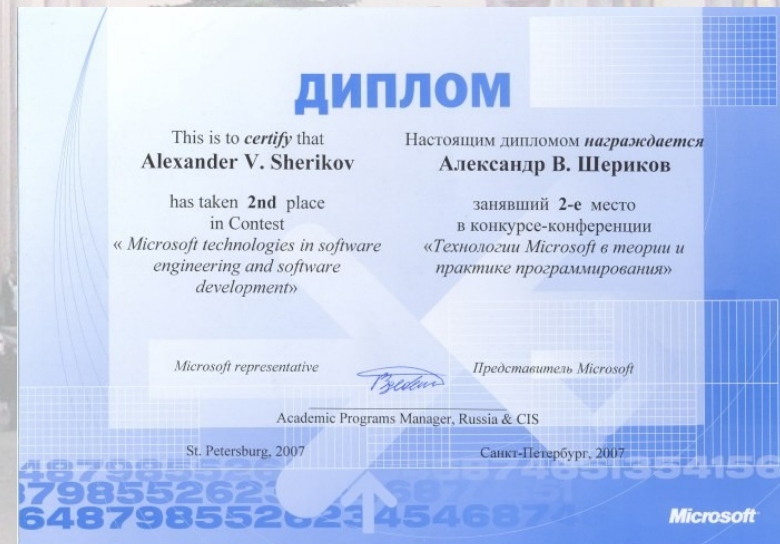 ДИПЛОМ
This is to certify that
Alexander V. Sherikov
has taken 2nd place
in Contest
« Microsoft technologies in software
engineering and software
development»
Настоящим дипломом награждается
Александр В. Шериков
занявший 2-е место
в конкурсе-конференции
«Технологии Microsoft в теории и
практике программирования»
Microsoft representative
Представитель Microsoft
Academic Programs Manager, Russia & CIS
St. Petersburg, 2007
Санкт-Петербург, 2007
Microsoft